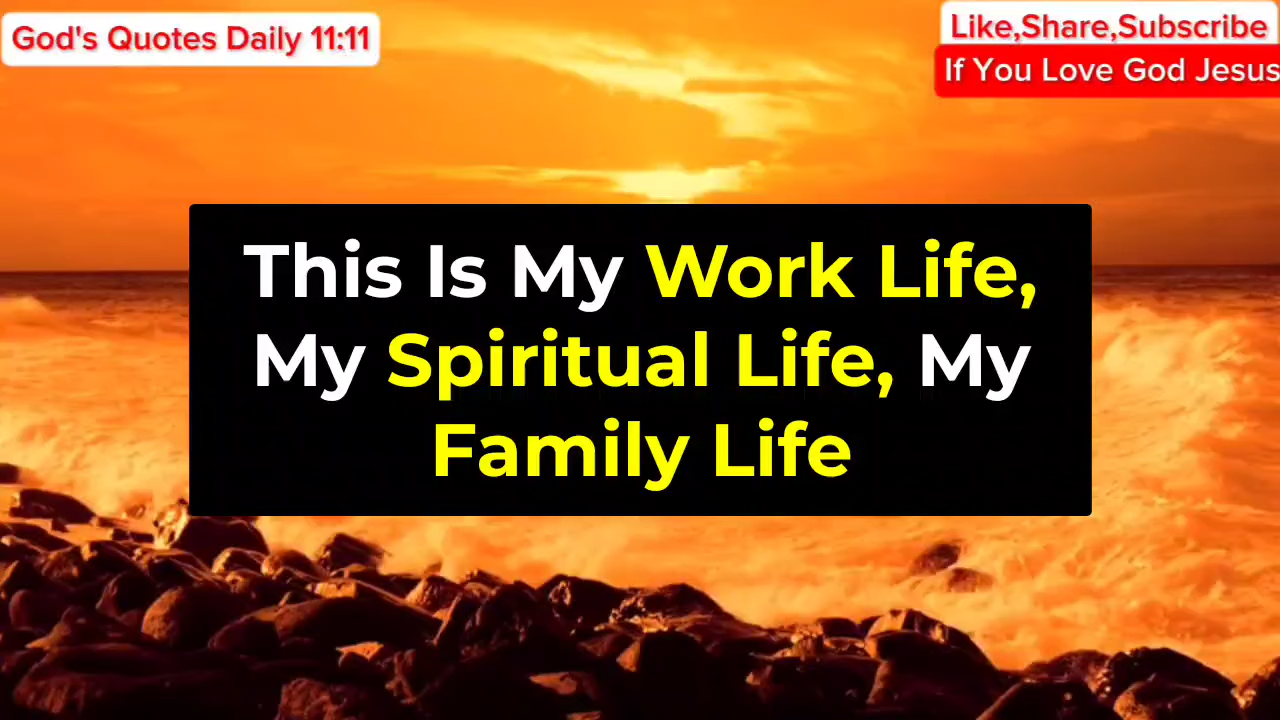 God's Quotes Daily 11:11
Like,Share,Subscribe
If You Love God Jesus
This Is My Work Life,
My Spiritual Life, My
Family Life